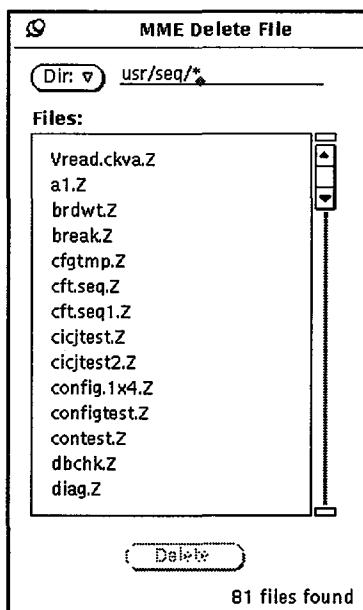 MME Delete File
Dir: usr/seq/*
Files:
Vread.ckva.Z
a1.Z
brdwt.Z
break.Z
cfgtmp.Z
cft.seq.Z
cft.seq1.Z
cicjtest.Z
cicjtest2.Z
config.1x4.Z
configtest.Z
contest.Z
dbchk.Z
diag.Z
Delete
81 files found